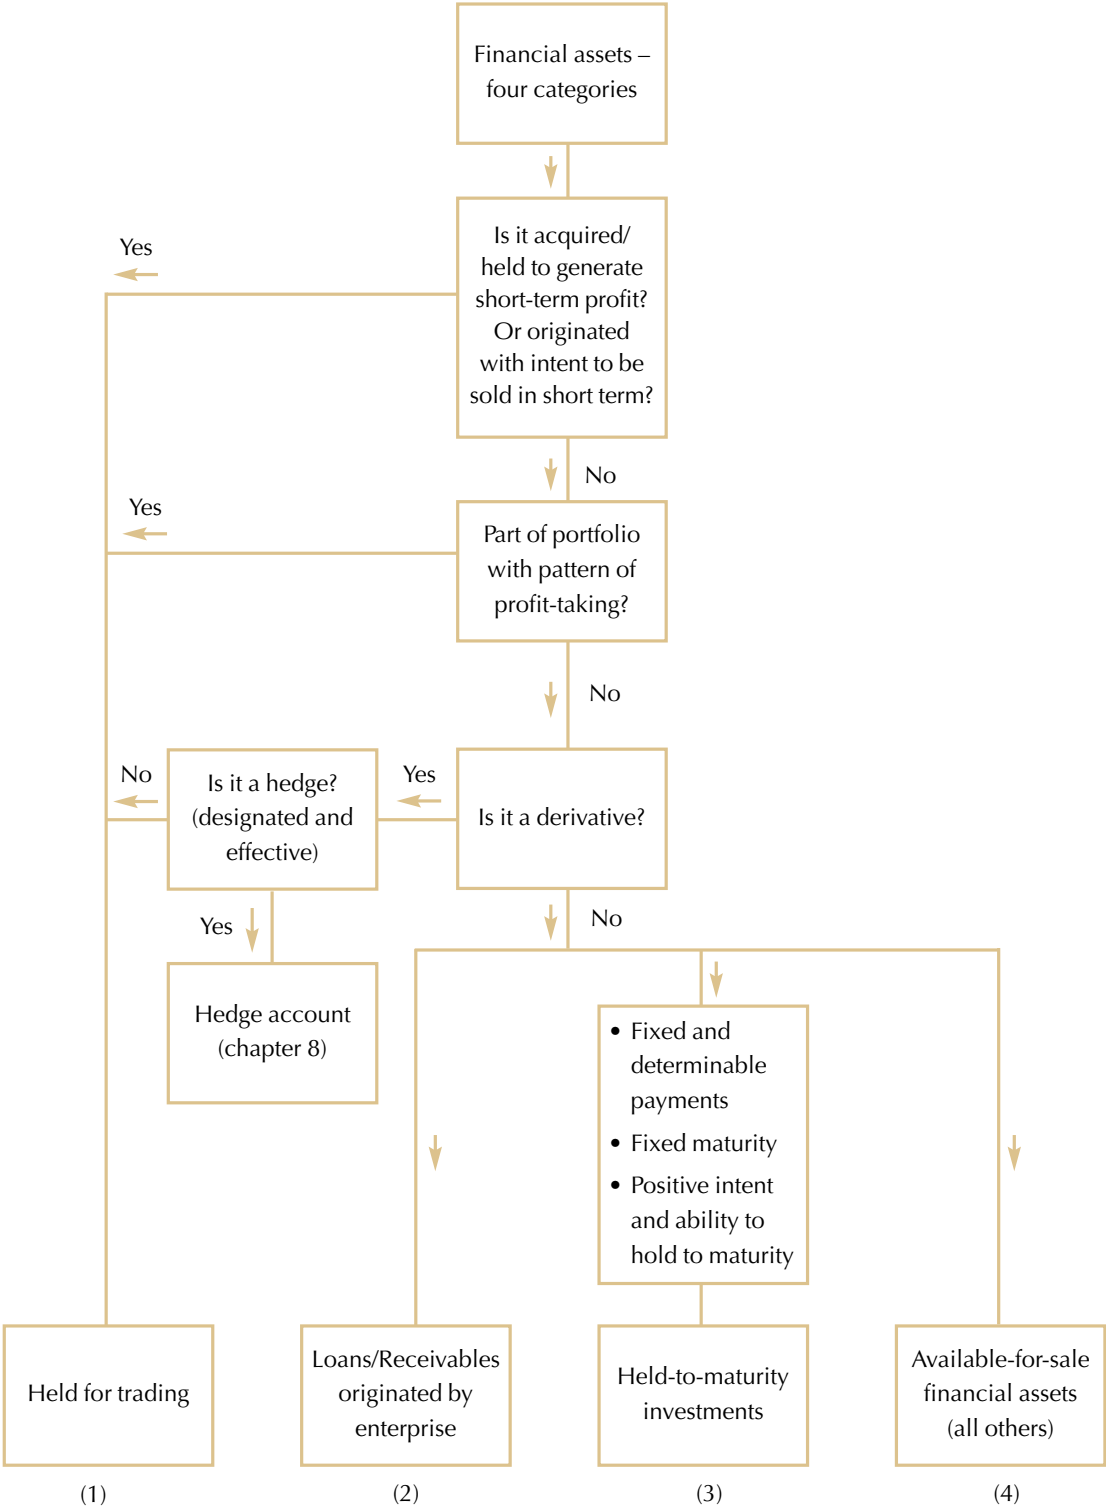 Financial assets –
four categories
Is it acquired/
held to generate
short-term profit?
Or originated
with intent to be
sold in short term?
Yes
No
Part of portfolio
with pattern of
profit-taking?
Yes
No
Is it a derivative?
Yes
Is it a hedge?
(designated and
effective)
No
Yes
Hedge account
(chapter 8)
No
• Fixed and
determinable
payments
• Fixed maturity
• Positive intent
and ability to
hold to maturity
Held for trading
Loans/Receivables
originated by
enterprise
Held-to-maturity
investments
Available-for-sale
financial assets
(all others)
(1)
(2)
(3)
(4)